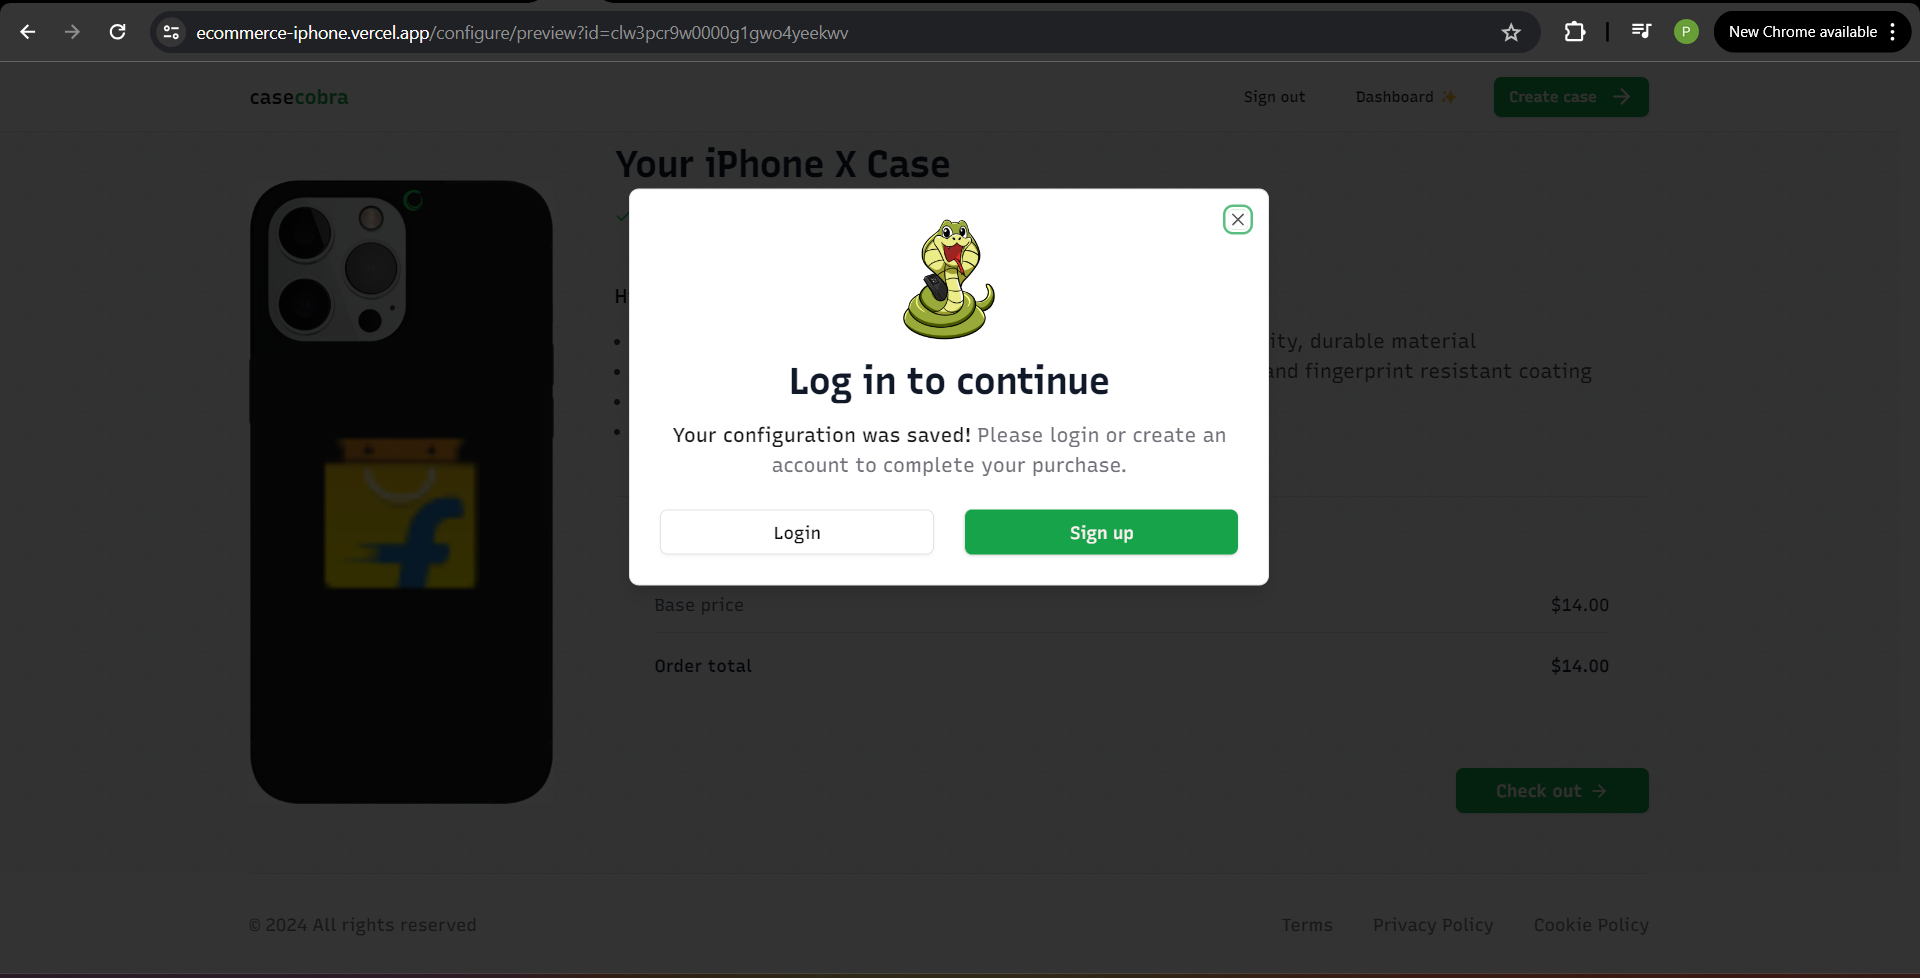 ecommerce-iphone.vercel.app/configure/preview?id=clw3pcr9w0000g1gwo4yeekwv
P
New Chrome available
casecobra
Sign out
Dashboard ✨
Create case →
Your iPhone X Case
H
ity, durable material
and fingerprint resistant coating
Log in to continue
Your configuration was saved! Please login or create an
account to complete your purchase.
Login
Sign up
Base price
$14.00
Order total
$14.00
Check out →
© 2024 All rights reserved
Terms
Privacy Policy
Cookie Policy